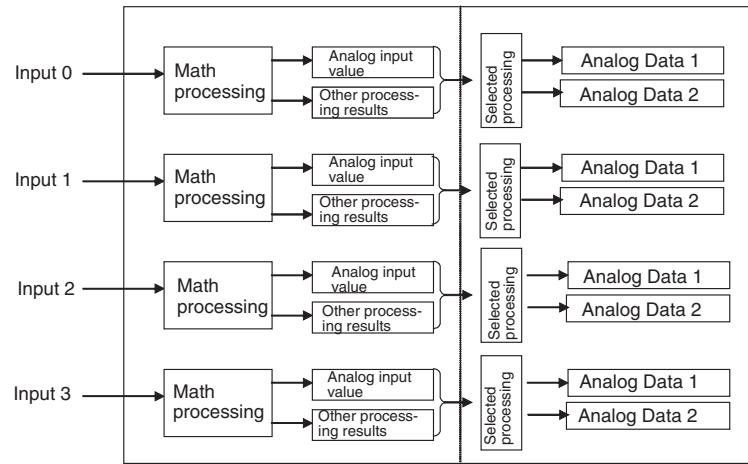 Input 0
Math
processing
Analog input
value
Other process-
ing results
Selected
processing
Analog Data 1
Analog Data 2
Input 1
Math
processing
Analog input
value
Other process-
ing results
Selected
processing
Analog Data 1
Analog Data 2
Input 2
Math
processing
Analog input
value
Other process-
ing results
Selected
processing
Analog Data 1
Analog Data 2
Input 3
Math
processing
Analog input
value
Other process-
ing results
Selected
processing
Analog Data 1
Analog Data 2